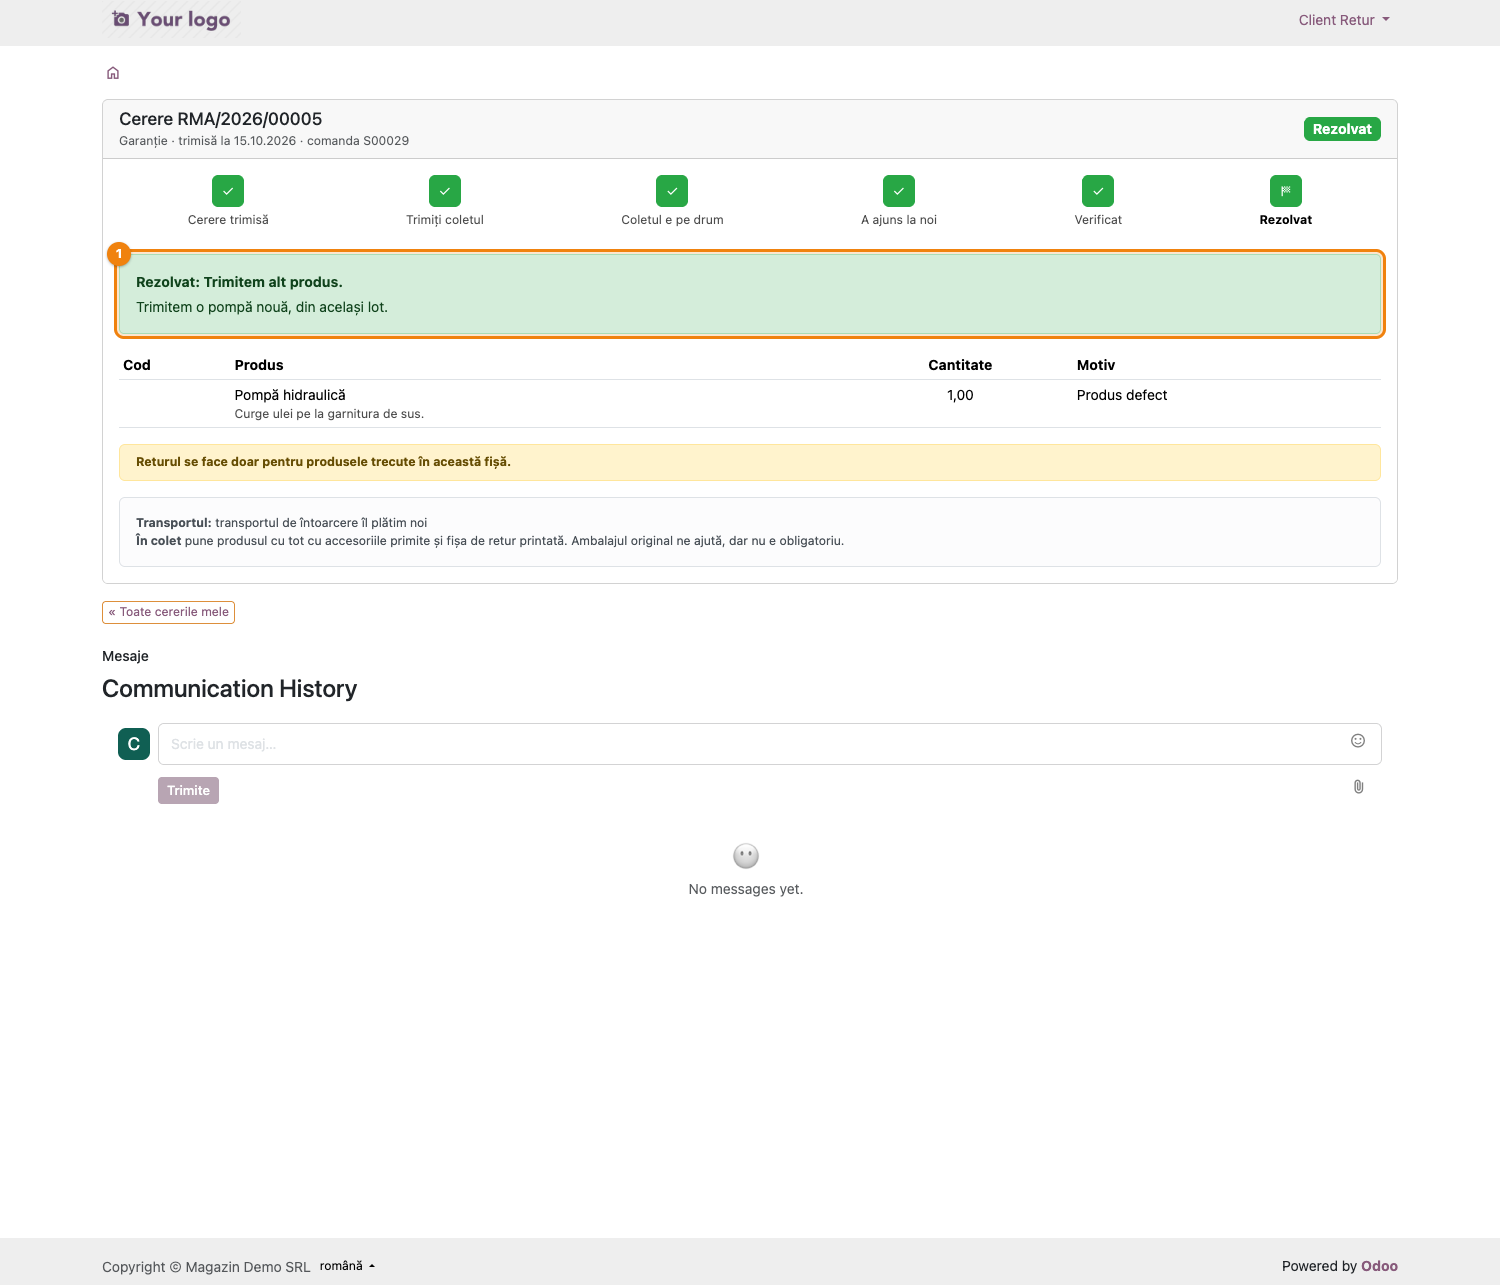 Your logo
Client Retur
Cerere RMA/2026/00005
Garanție · trimisă la 15.10.2026 · comanda S00029
Rezolvat
Cerere trimisă
Trimiți coletul
Coletul e pe drum
A ajuns la noi
Verificat
Rezolvat
1
Rezolvat: Trimitem alt produs.
Trimitem o pompă nouă, din același lot.
Cod Produs Cantitate Motiv
Pompă hidraulică 1,00 Produs defect
Curge ulei pe la garnitura de sus.
Returul se face doar pentru produsele trecute în această fișă.
Transportul: transportul de întoarcere îl plătim noi
În colet pune produsul cu tot cu accesoriile primite și fișa de retur printată. Ambalajul original ne ajută, dar nu e obligatoriu.
« Toate cererile mele
Mesaje
Communication History
C
Scrie un mesaj...
Trimite
No messages yet.
Copyright © Magazin Demo SRL română
Powered by Odoo